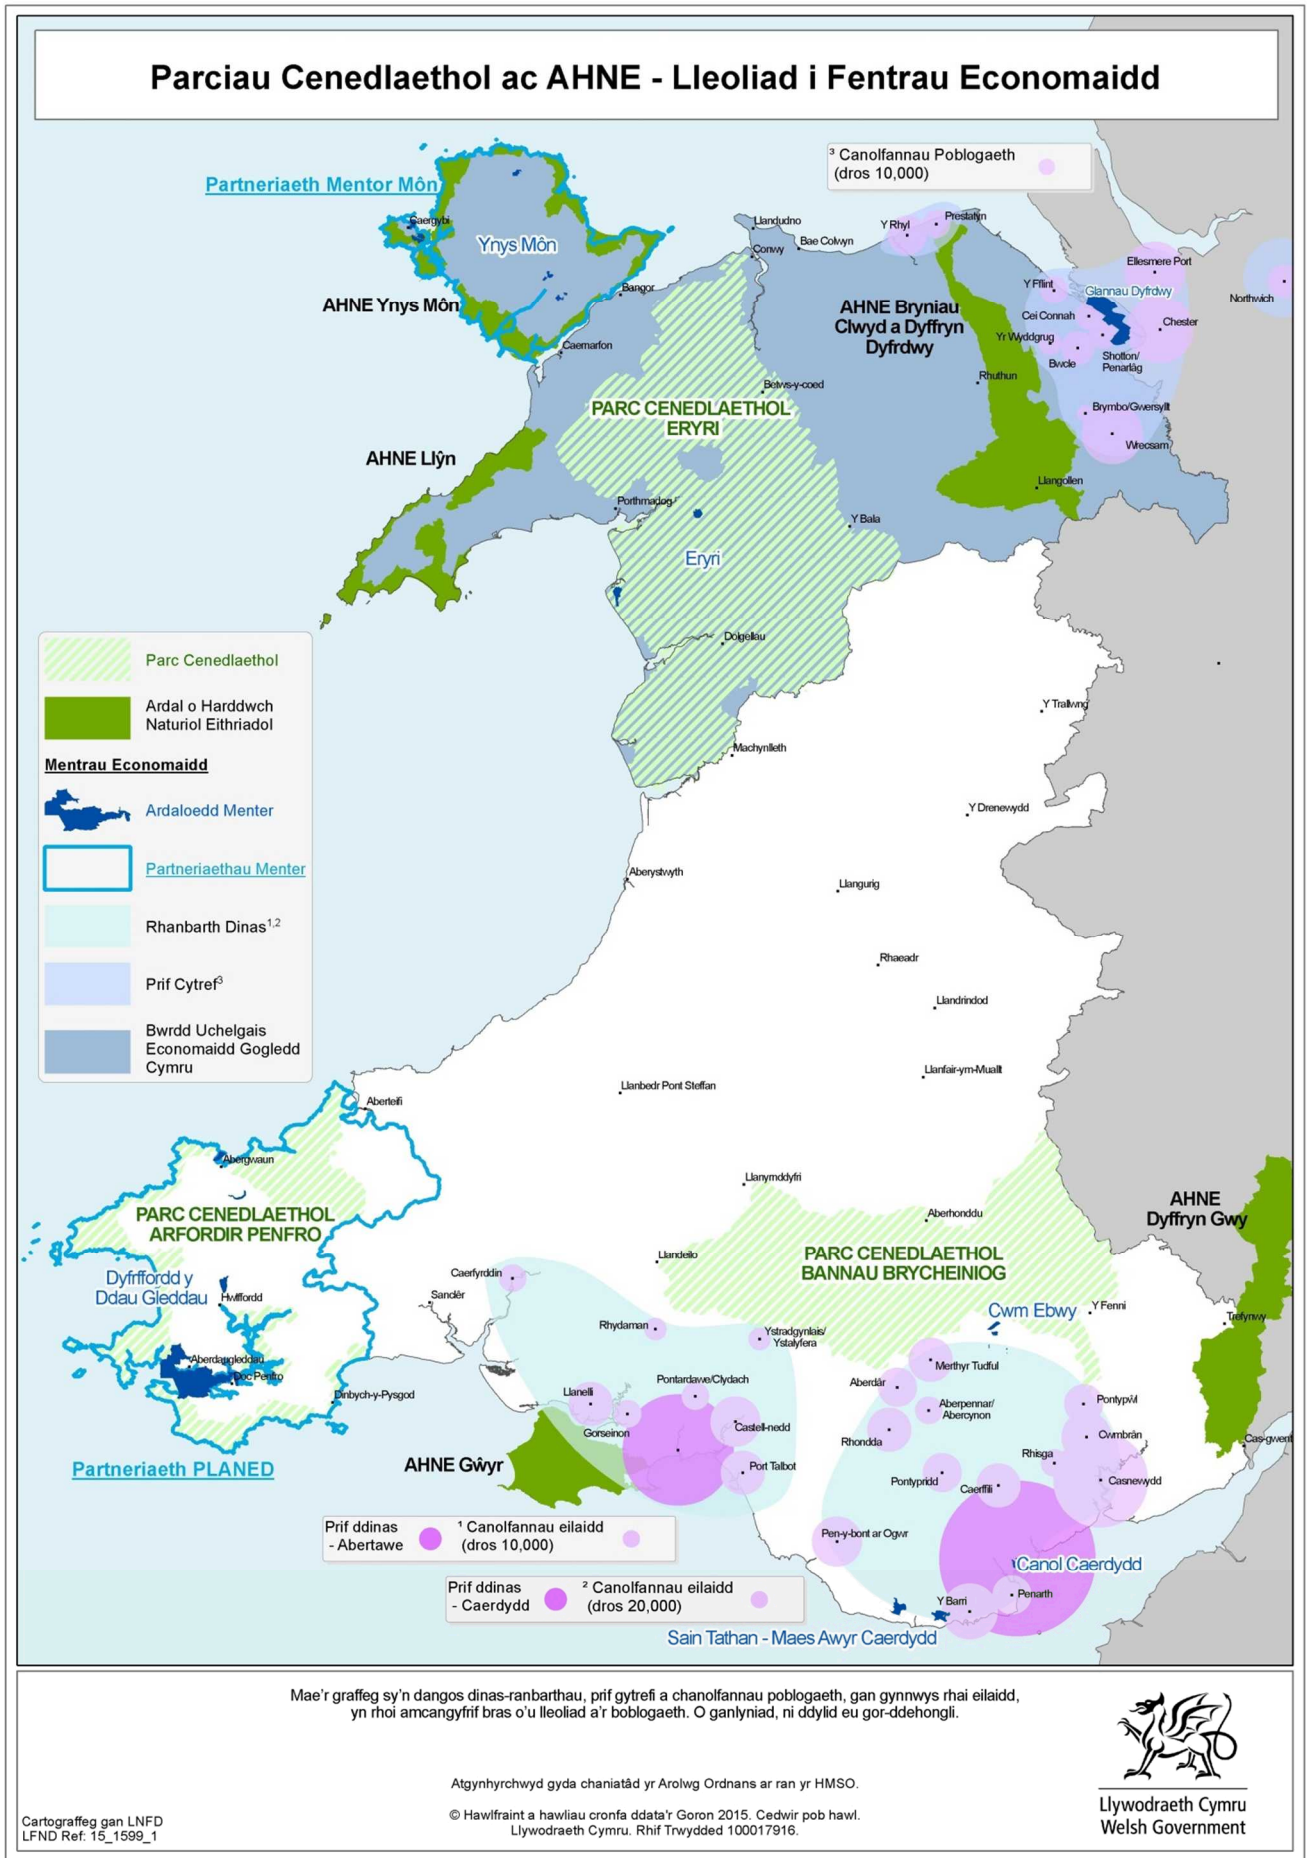 Parciau Cenedlaethol ac AHNE - Lleoliad i Fentrau Economaidd
³ Canolfannau Poblogaeth
(dros 10,000)
Partneriaeth Mentor Môn
Caergybi
Ynys Môn
AHNE Ynys Môn
Bangor
Caernarfon
Llandudno
Conwy
Bae Colwyn
Y Rhyl
Prestatyn
Ellesmere Port
Northwich
Y Fflint
Glannau Dyfrdwy
Cei Connah
Chester
Yr Wyddgrug
Bwcle
Shotton/
Penarlâg
AHNE Bryniau
Clwyd a Dyffryn
Dyfrdwy
Rhuthun
Brymbo/Gwersyllt
Wrecsam
Llangollen
Betws-y-coed
PARC CENEDLAETHOL
ERYRI
AHNE Llŷn
Porthmadog
Y Bala
Eryri
Dolgellau
Machynlleth
Y Trallwng
Y Drenewydd
Aberystwyth
Llangurig
Rhaeadr
Llandrindod
Llanfair-ym-Muallt
Llanbedr Pont Steffan
Parc Cenedlaethol
Ardal o Harddwch
Naturiol Eithriadol
Mentrau Economaidd
Ardaloedd Menter
Partneriaethau Menter
Rhanbarth Dinas¹,²
Prif Cytref³
Bwrdd Uchelgais
Economaidd Gogledd
Cymru
Aberteifi
Abergwaun
PARC CENEDLAETHOL
ARFORDIR PENFRO
Dyfrffordd y
Ddau Gleddau
Hwlffordd
Aberdaugleddau
Doc Penfro
Dinbych-y-Pysgod
Partneriaeth PLANED
Llanymddyfri
Aberhonddu
AHNE
Dyffryn Gwy
PARC CENEDLAETHOL
BANNAU BRYCHEINIOG
Llandeilo
Caerfyrddin
Sanclêr
Cwm Ebwy
Y Fenni
Trefynwy
Rhydaman
Ystradgynlais/
Ystalyfera
Merthyr Tudful
Aberdâr
Pontardawe/Clydach
Llanelli
Gorseinon
Castell-nedd
Port Talbot
AHNE Gŵyr
Aberpennar/
Abercynon
Rhondda
Pontypŵl
Cwmbrân
Rhisga
Cas-gwent
Casnewydd
Pontypridd
Caerffili
Pen-y-bont ar Ogwr
Canol Caerdydd
Penarth
Y Barri
Sain Tathan - Maes Awyr Caerdydd
Prif ddinas
- Abertawe
¹ Canolfannau eilaidd
(dros 10,000)
Prif ddinas
- Caerdydd
² Canolfannau eilaidd
(dros 20,000)
Mae'r graffeg sy'n dangos dinas-ranbarthau, prif gytrefi a chanolfannau poblogaeth, gan gynnwys rhai eilaidd,
yn rhoi amcangyfrif bras o'u lleoliad a'r boblogaeth. O ganlyniad, ni ddylid eu gor-ddehongli.
Atgynhyrchwyd gyda chaniatâd yr Arolwg Ordnans ar ran yr HMSO.
© Hawlfraint a hawliau cronfa ddata'r Goron 2015. Cedwir pob hawl.
Llywodraeth Cymru. Rhif Trwydded 100017916.
Cartograffeg gan LNFD
LFND Ref: 15_1599_1
Llywodraeth Cymru
Welsh Government